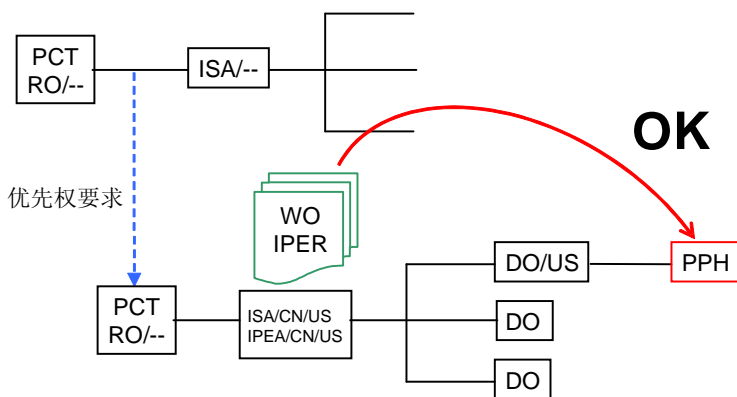 PCT
RO/--
ISA/--
OK
优先权要求
WO
IPER
DO/US
PPH
PCT
RO/--
ISA/CN/US
IPEA/CN/US
DO
DO